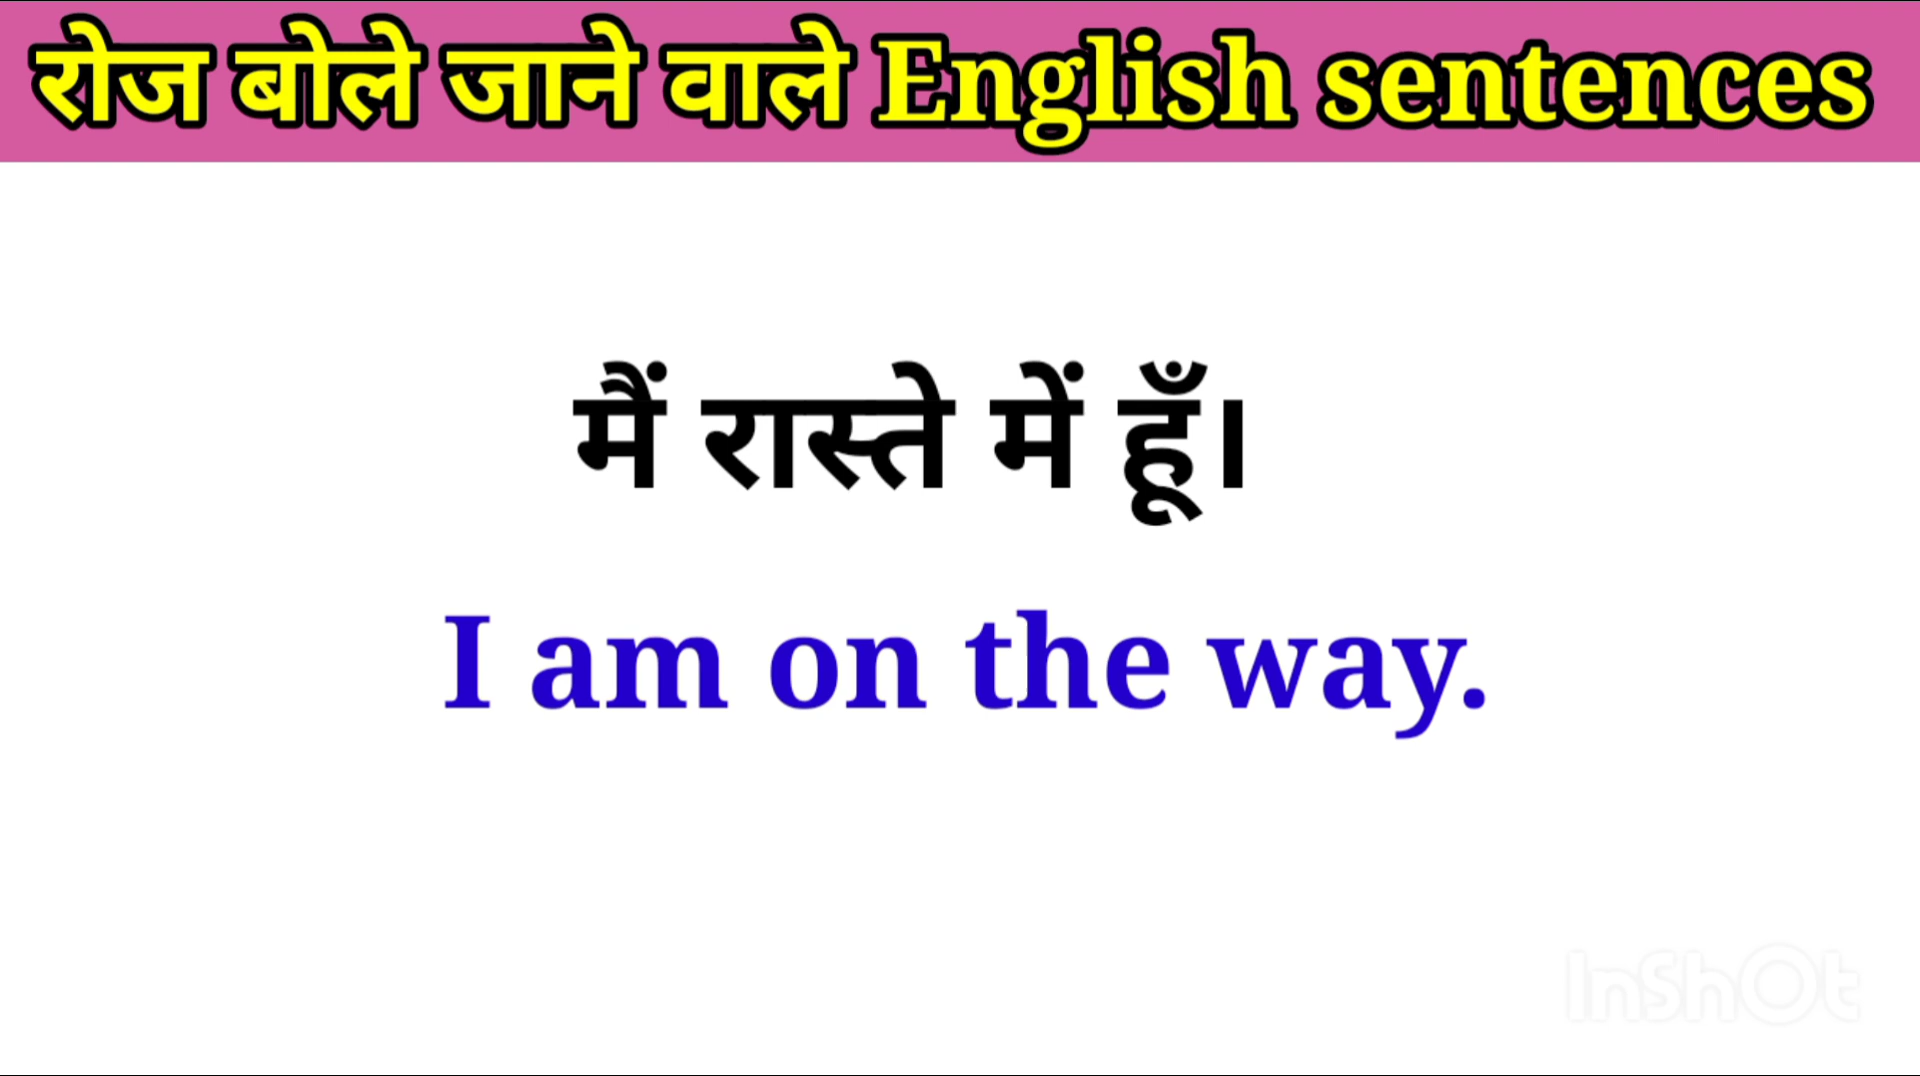 रोज बोले जाने वाले English sentences
मैं रास्ते में हूँ।
I am on the way.
InShOt